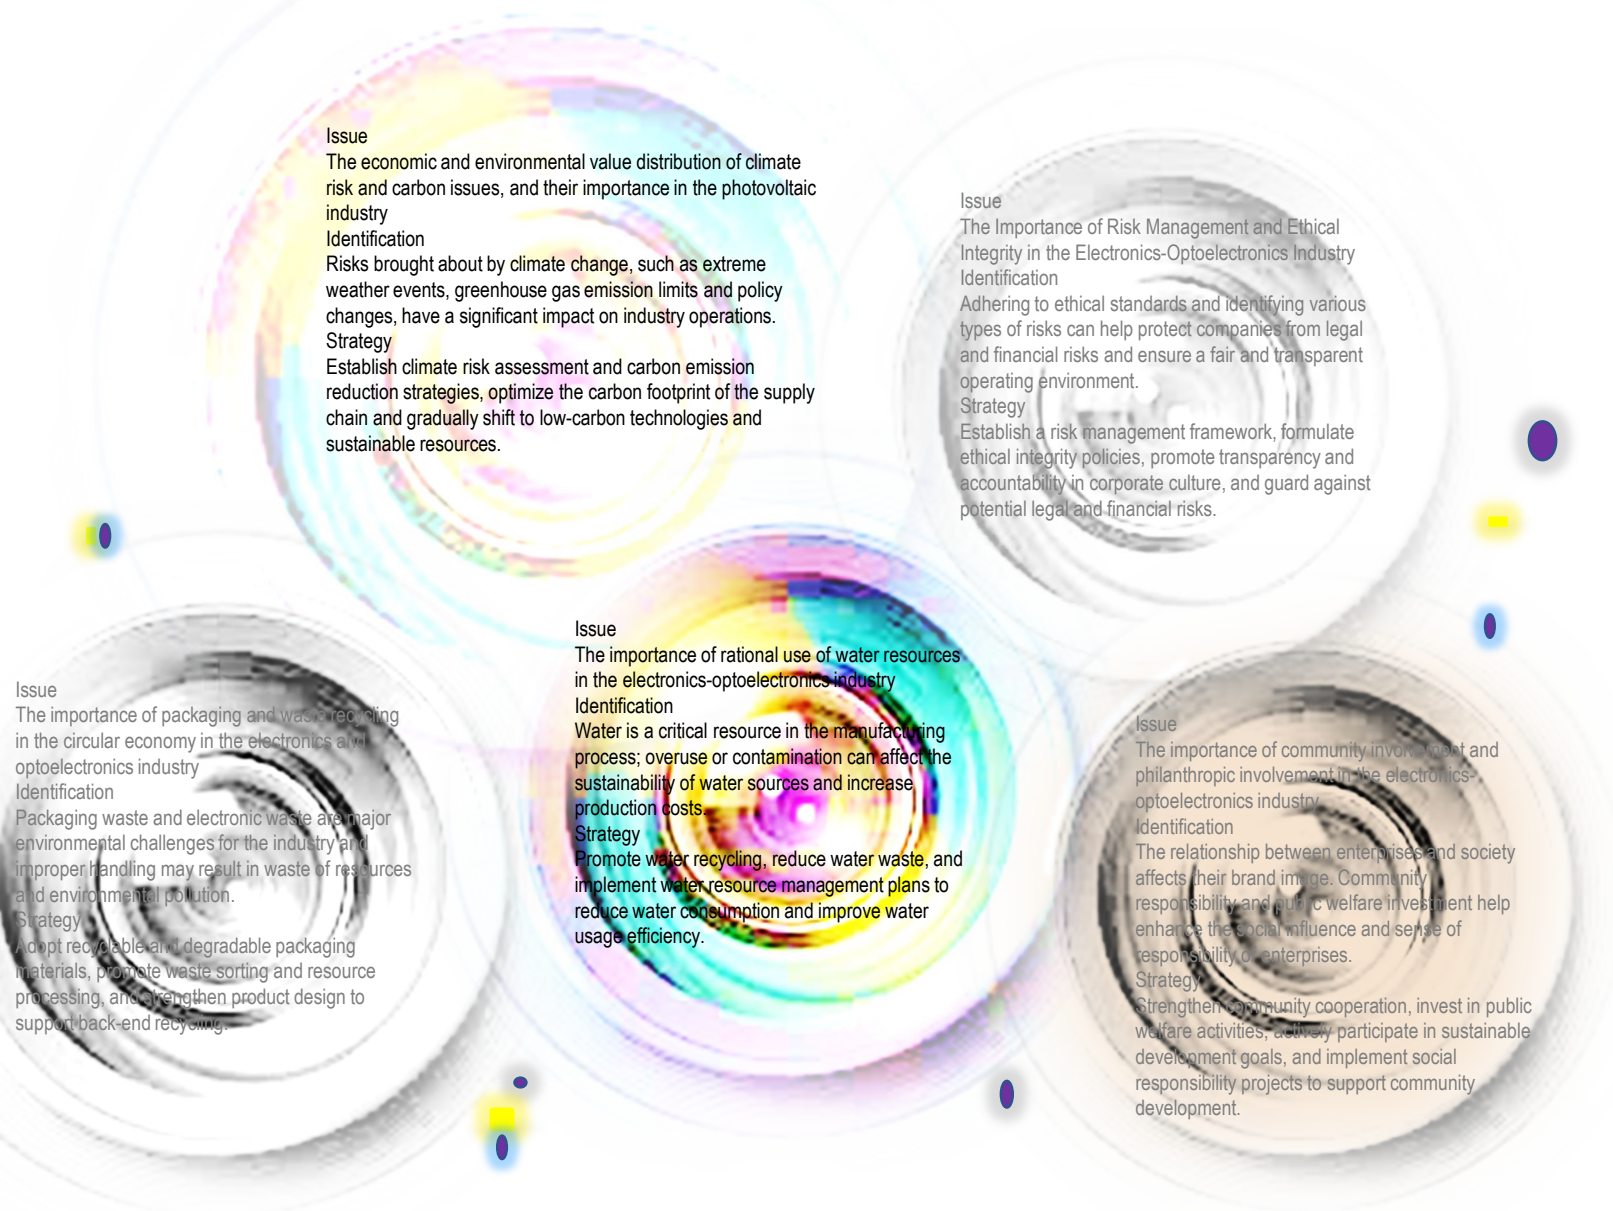 Issue
The economic and environmental value distribution of climate
risk and carbon issues, and their importance in the photovoltaic
industry
Identification
Risks brought about by climate change, such as extreme
weather events, greenhouse gas emission limits and policy
changes, have a significant impact on industry operations.
Strategy
Establish climate risk assessment and carbon emission
reduction strategies, optimize the carbon footprint of the supply
chain and gradually shift to low-carbon technologies and
sustainable resources.
Issue
The Importance of Risk Management and Ethical
Integrity in the Electronics-Optoelectronics Industry
Identification
Adhering to ethical standards and identifying various
types of risks can help protect companies from legal
and financial risks and ensure a fair and transparent
operating environment.
Strategy
Establish a risk management framework, formulate
ethical integrity policies, promote transparency and
accountability in corporate culture, and guard against
potential legal and financial risks.
Issue
The importance of packaging and waste recycling
in the circular economy in the electronics and
optoelectronics industry
Identification
Packaging waste and electronic waste are major
environmental challenges for the industry and
improper handling may result in waste of resources
and environmental pollution.
Strategy
Adopt recyclable and degradable packaging
materials, promote waste sorting and resource
processing, and strengthen product design to
support back-end recycling.
Issue
The importance of rational use of water resources
in the electronics-optoelectronics industry
Identification
Water is a critical resource in the manufacturing
process; overuse or contamination can affect the
sustainability of water sources and increase
production costs.
Strategy
Promote water recycling, reduce water waste, and
implement water resource management plans to
reduce water consumption and improve water
usage efficiency.
Issue
The importance of community involvement and
philanthropic involvement in the electronics-
optoelectronics industry
Identification
The relationship between enterprises and society
affects their brand image. Community
responsibility and public welfare investment help
enhance the social influence and sense of
responsibility of enterprises.
Strategy
Strengthen community cooperation, invest in public
welfare activities, actively participate in sustainable
development goals, and implement social
responsibility projects to support community
development.